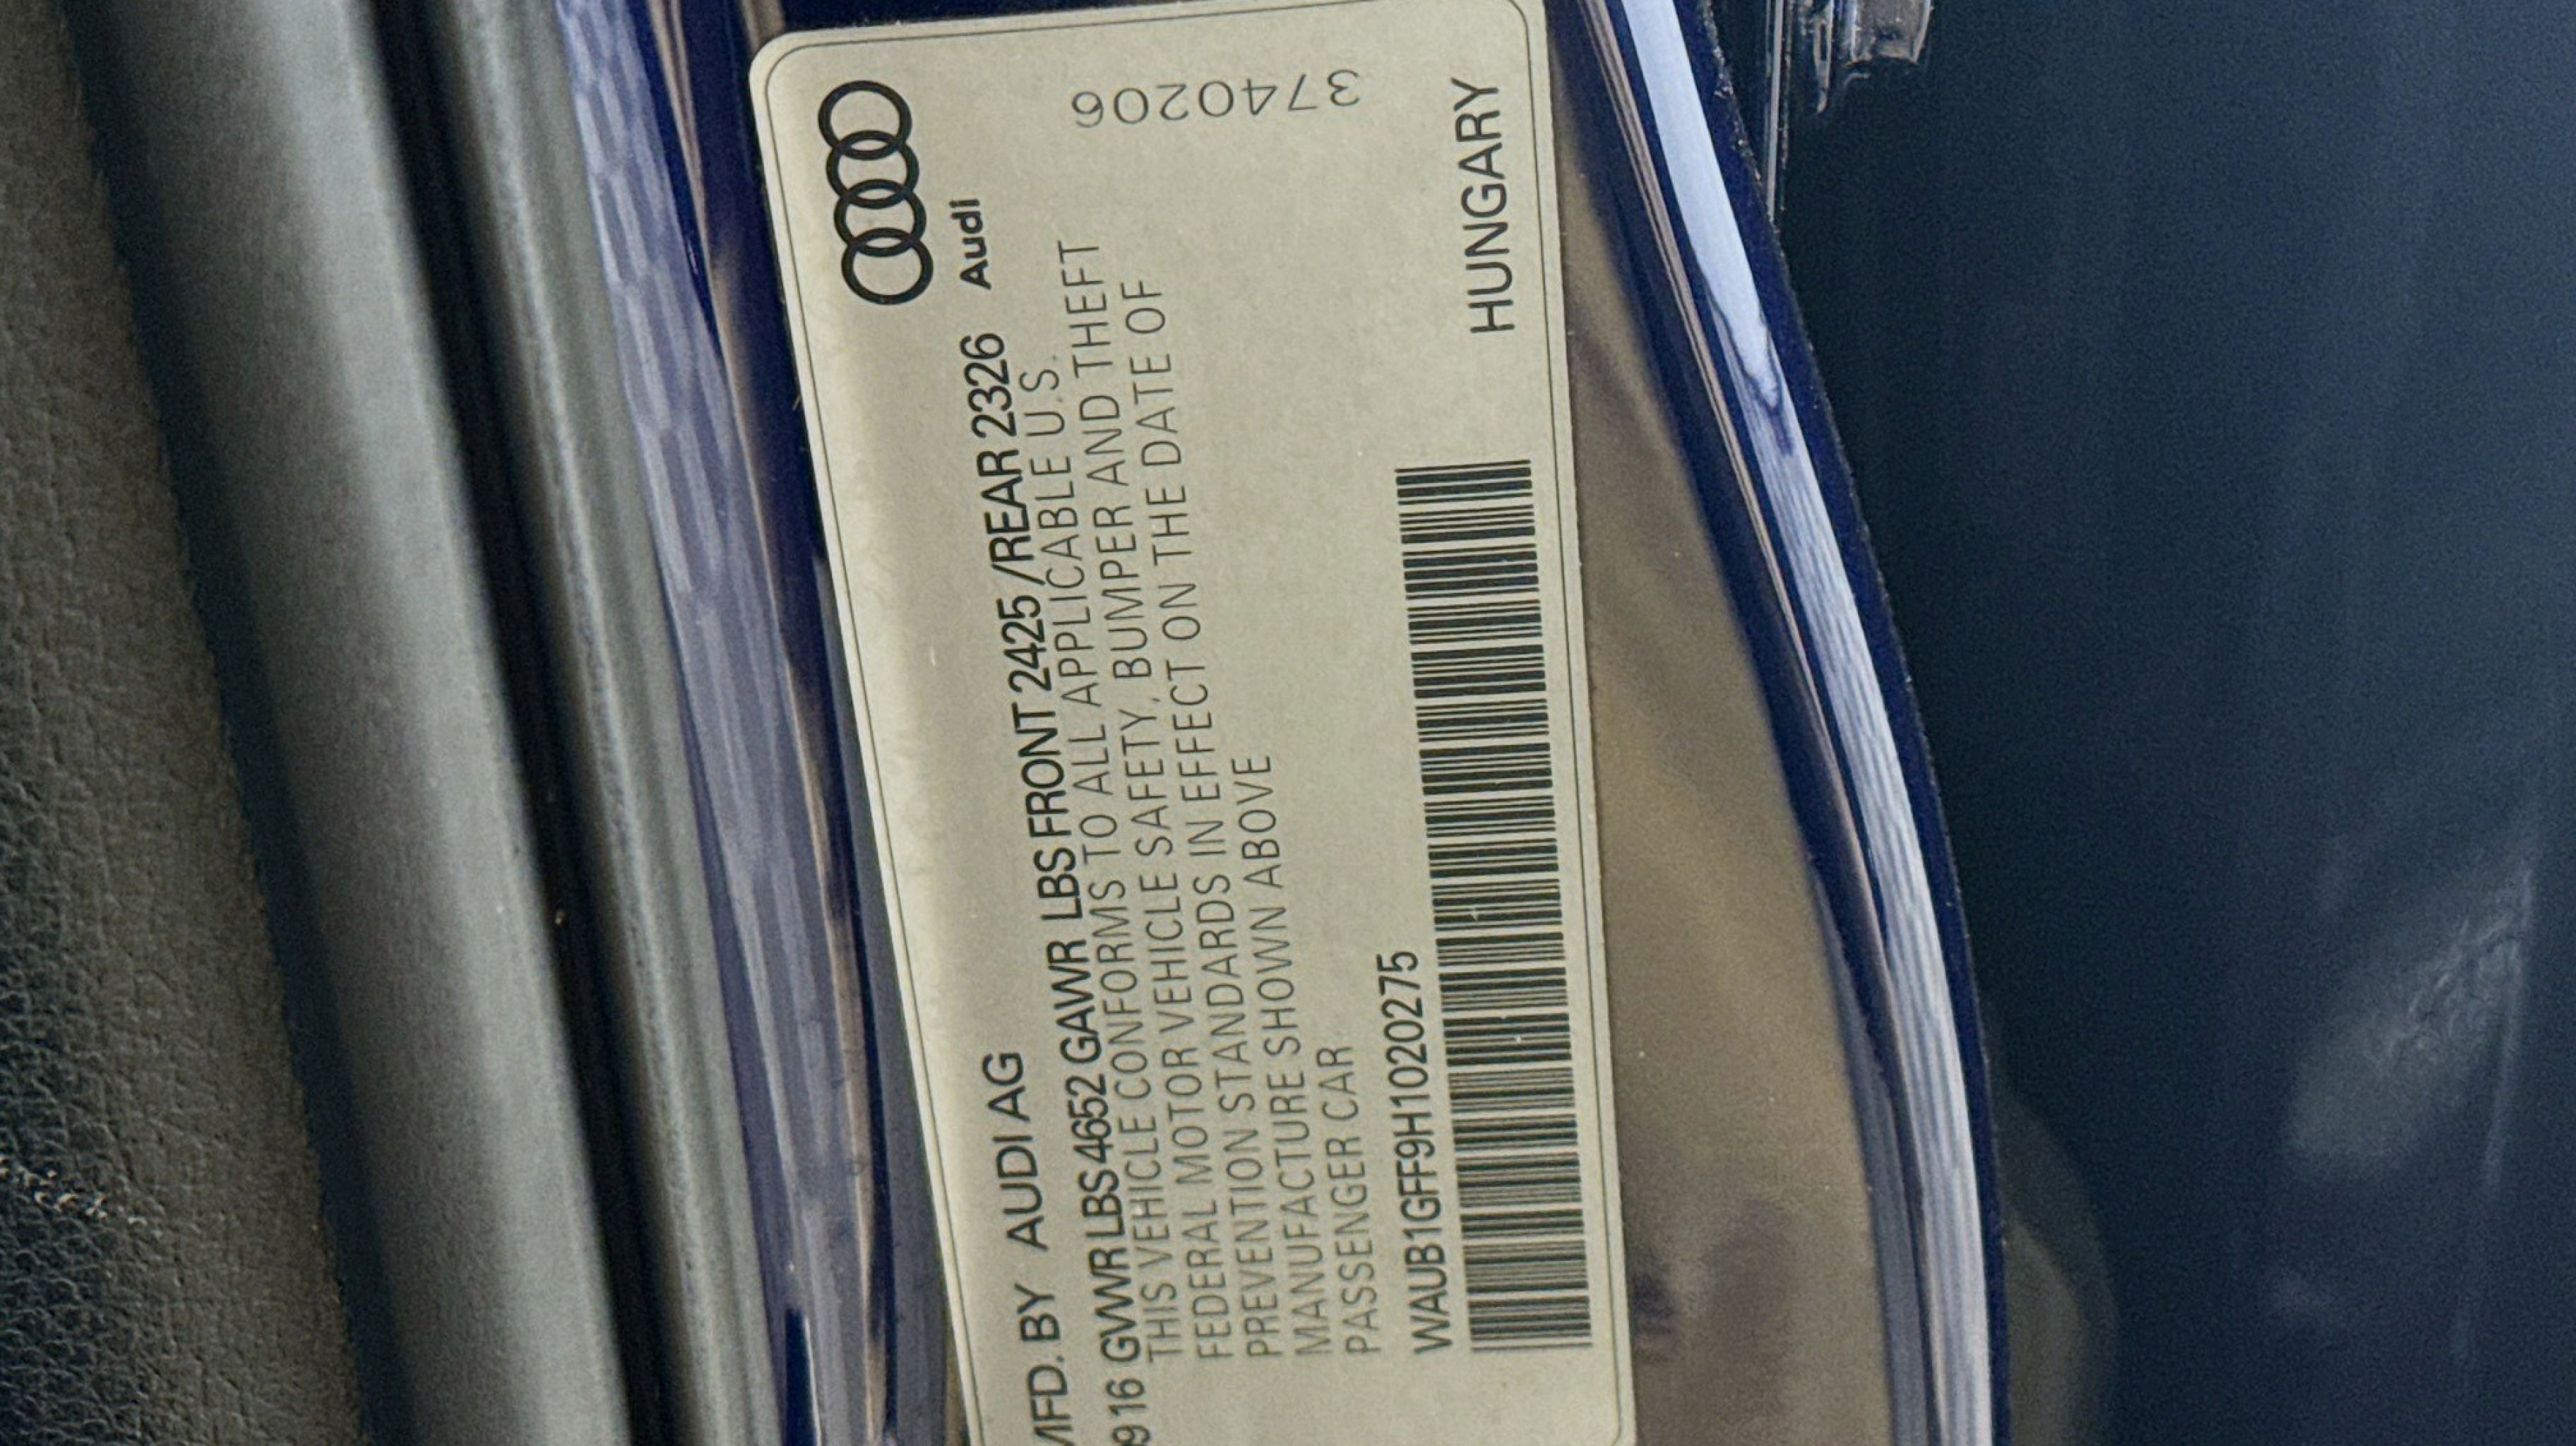 MFD. BY AUDI AG
916 GVWR LBS 4652 GAWR LBS FRONT 2425 /REAR 2326
Audi
THIS VEHICLE CONFORMS TO ALL APPLICABLE U.S.
FEDERAL MOTOR VEHICLE SAFETY, BUMPER AND THEFT
PREVENTION STANDARDS IN EFFECT ON THE DATE OF
MANUFACTURE SHOWN ABOVE
PASSENGER CAR
WAUB1GFF9H1020275
HUNGARY
3740206